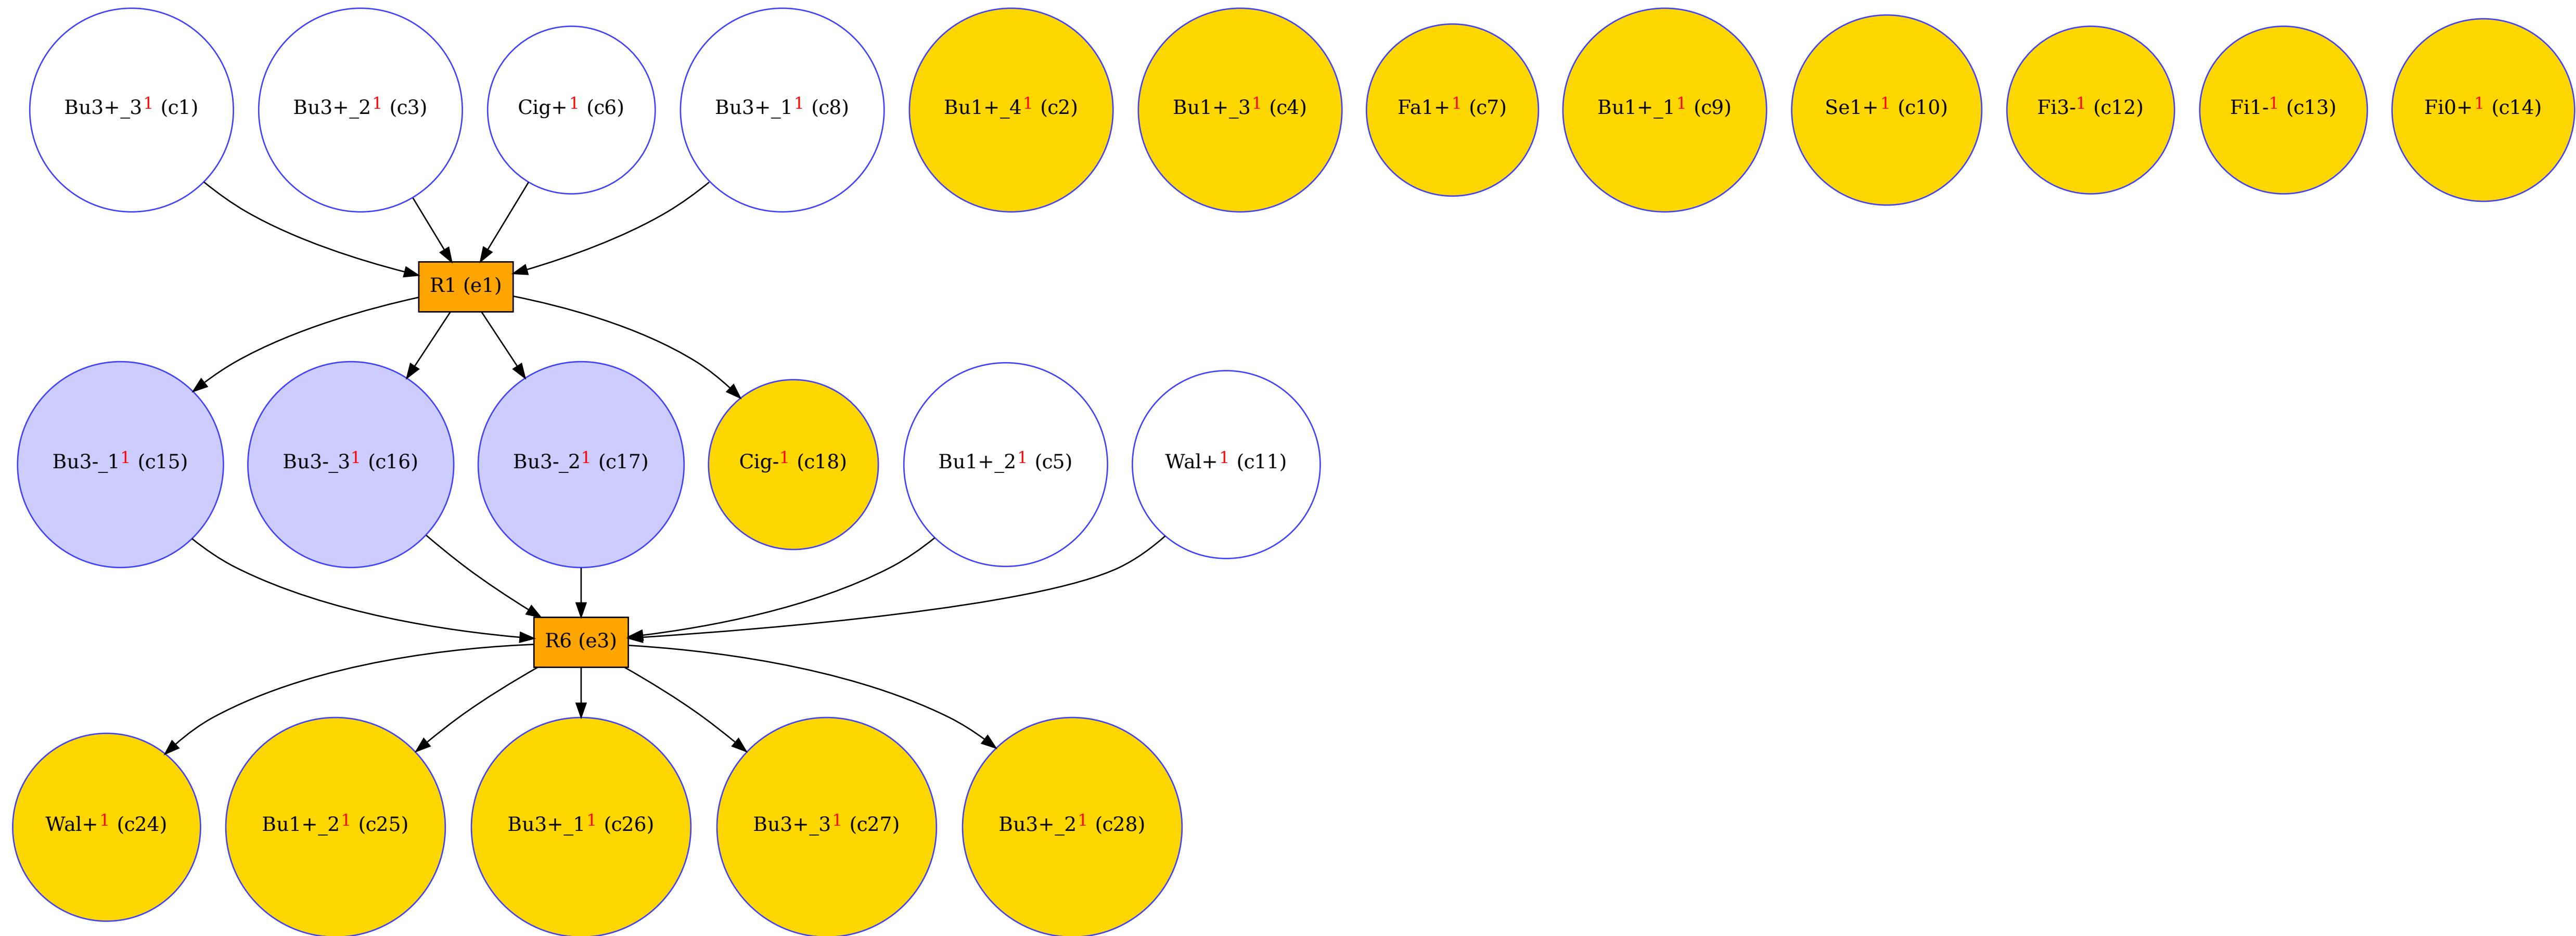 Bu3+_3¹ (c1)
Bu3+_2¹ (c3)
Cig+¹ (c6)
Bu3+_1¹ (c8)
Bu1+_4¹ (c2)
Bu1+_3¹ (c4)
Fa1+¹ (c7)
Bu1+_1¹ (c9)
Se1+¹ (c10)
Fi3-¹ (c12)
Fi1-¹ (c13)
Fi0+¹ (c14)
R1 (e1)
Bu3-_1¹ (c15)
Bu3-_3¹ (c16)
Bu3-_2¹ (c17)
Cig-¹ (c18)
Bu1+_2¹ (c5)
Wal+¹ (c11)
R6 (e3)
Wal+¹ (c24)
Bu1+_2¹ (c25)
Bu3+_1¹ (c26)
Bu3+_3¹ (c27)
Bu3+_2¹ (c28)